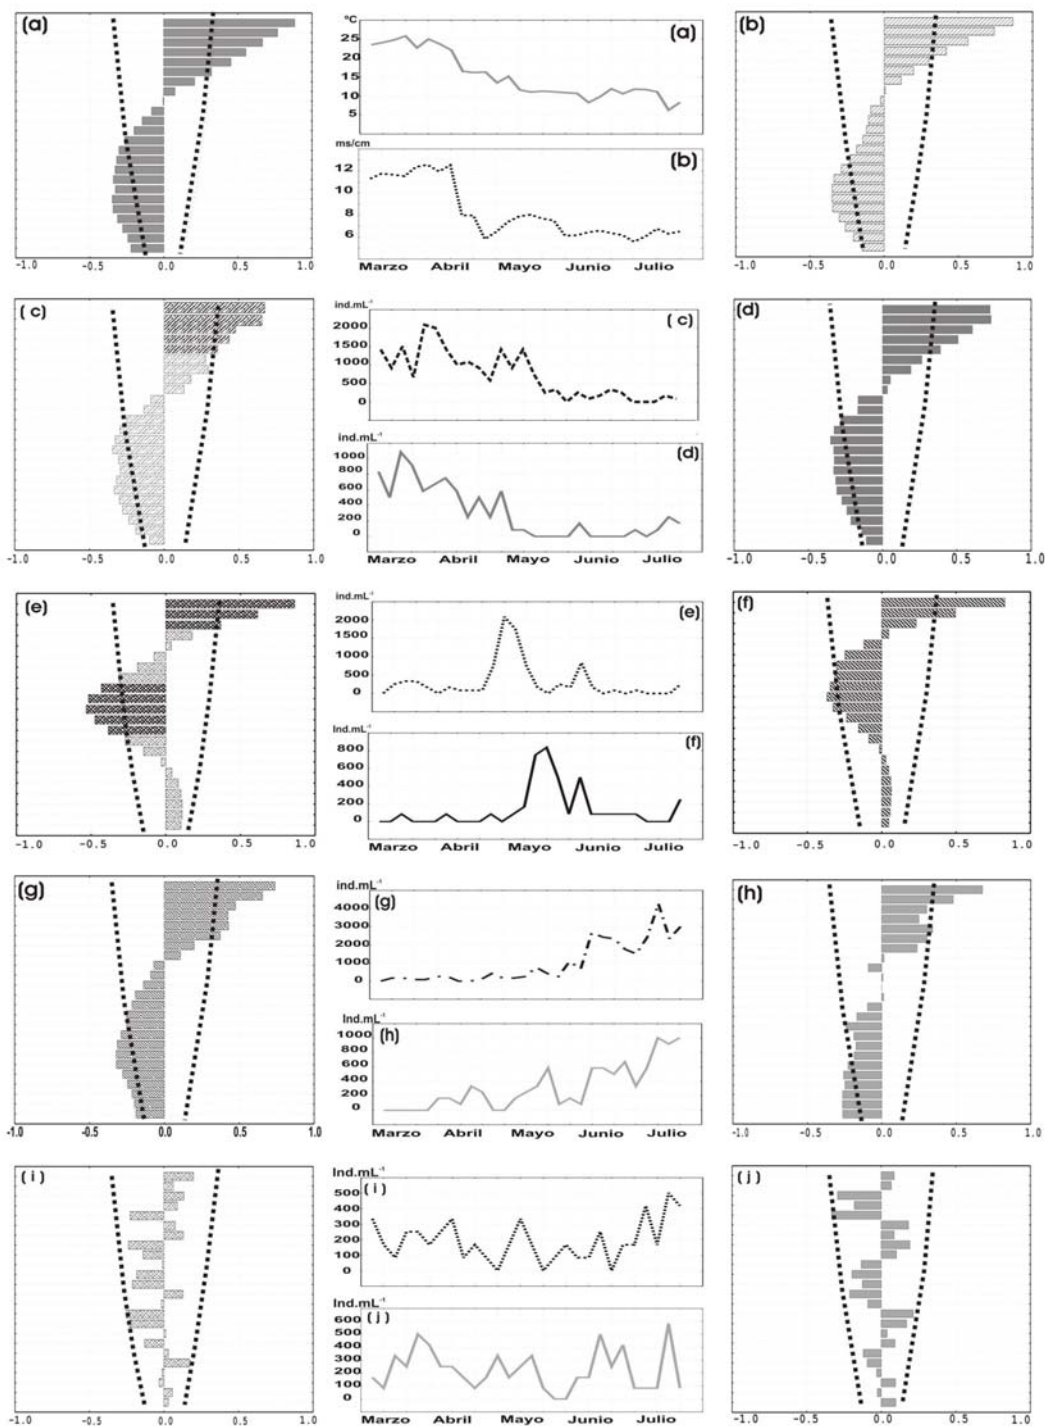 (a)
-1.0 -0.5 0.0 0.5 1.0
°C
(a)
25
20
15
10
5
ms/cm
(b)
12
10
8
6
Marzo Abril Mayo Junio Julio
(b)
-1.0 -0.5 0.0 0.5 1.0
( c)
-1.0 -0.5 0.0 0.5 1.0
ind.mL-1
( c)
2000
1500
1000
500
0
ind.mL-1
(d)
1000
800
600
400
200
0
Marzo Abril Mayo Junio Julio
(d)
-1.0 -0.5 0.0 0.5 1.0
(e)
-1.0 -0.5 0.0 0.5 1.0
ind.mL-1
(e)
2000
1500
1000
500
0
Ind.mL-1
(f)
800
600
400
200
0
Marzo Abril Mayo Junio Julio
(f)
-1.0 -0.5 0.0 0.5 1.0
(g)
-1.0 -0.5 0.0 0.5 1.0
ind.mL-1
(g)
4000
3000
2000
1000
0
Ind.mL-1
(h)
1000
800
600
400
200
0
Marzo Abril Mayo Junio Julio
(h)
-1.0 -0.5 0.0 0.5 1.0
( i )
-1.0 -0.5 0.0 0.5 1.0
Ind.mL-1
( i )
500
400
300
200
100
0
Ind.mL-1
( j )
600
500
400
300
200
100
0
Marzo Abril Mayo Junio Julio
( j )
-1.0 -0.5 0.0 0.5 1.0